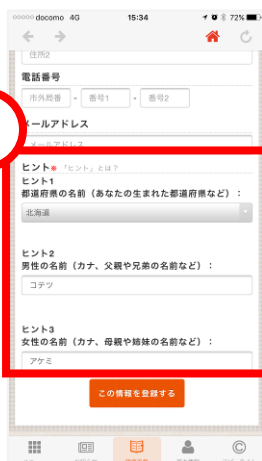 docomo 4G 15:34 72%
住所2
電話番号
市外局番 - 番号1 - 番号2
メールアドレス
メールアドレス
ヒント※ 「ヒント」とは？
ヒント1
都道府県の名前（あなたの生まれた都道府県など）：
北海道
ヒント2
男性の名前（カナ、父親や兄弟の名前など）：
コテツ
ヒント3
女性の名前（カナ、母親や姉妹の名前など）：
アケミ
この情報を登録する